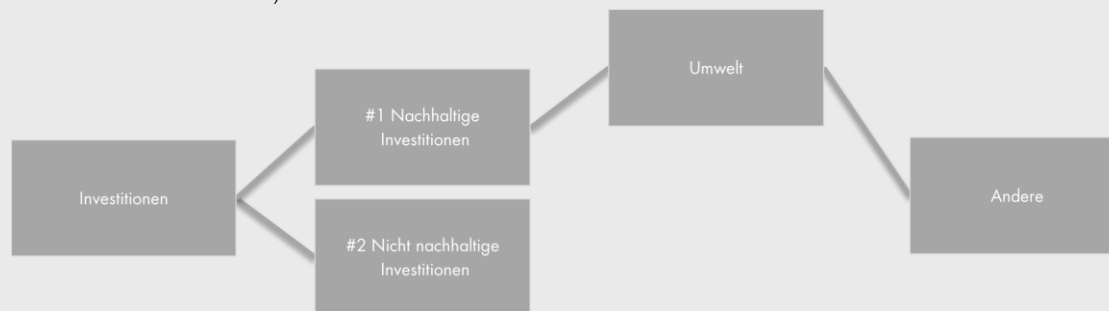 Investitionen
#1 Nachhaltige
Investitionen
#2 Nicht nachhaltige
Investitionen
Umwelt
Andere